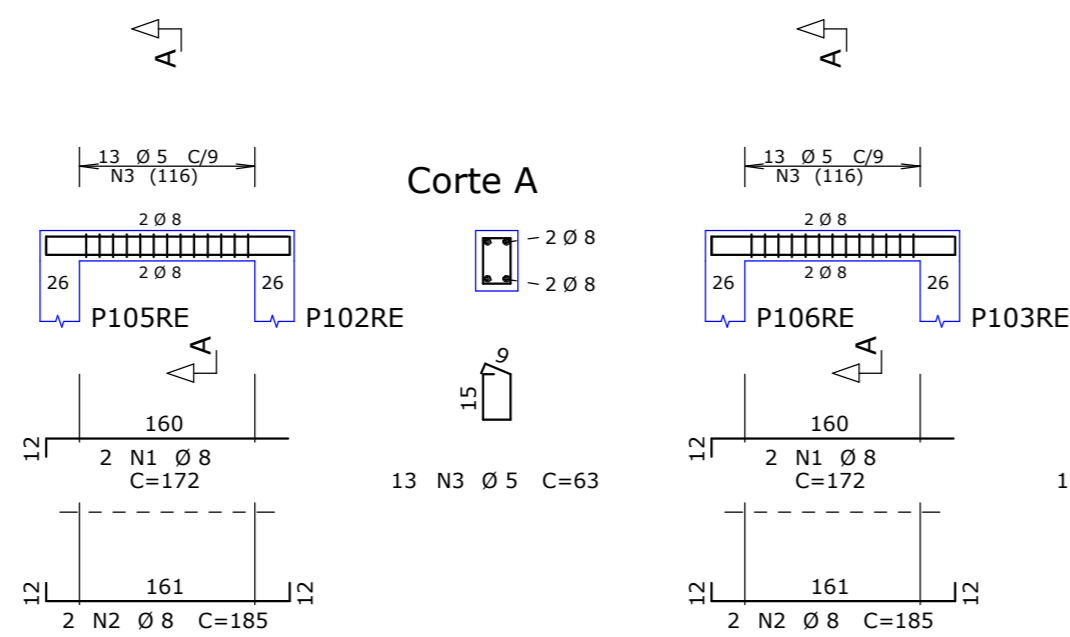 A
A
13 Ø 5 C/9
N3 (116)
Corte A
13 Ø 5 C/9
N3 (116)
2 Ø 8
2 Ø 8
2 Ø 8
2 Ø 8
2 Ø 8
2 Ø 8
26
26
26
26
P105RE
P102RE
P106RE
P103RE
A
A
9
15
160
12
2 N1 Ø 8
C=172
13 N3 Ø 5 C=63
160
12
2 N1 Ø 8
C=172
1
161
12
12
2 N2 Ø 8 C=185
161
12
12
2 N2 Ø 8 C=185